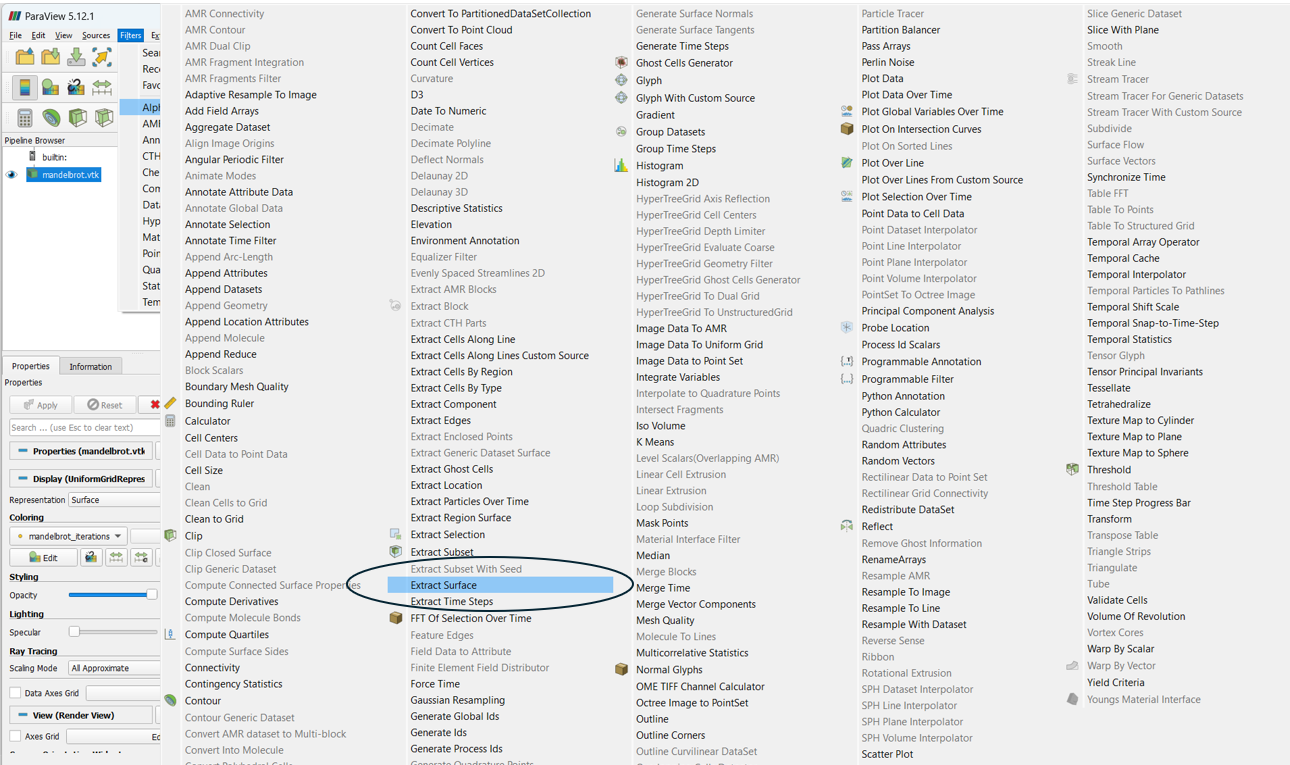 ParaView 5.12.1
File Edit View Sources Filters Ex
Sear
Rece
Favo
Alph
AMR
Ann
CTH
Che
Com
Data
Hyp
Mat
Poin
Qua
Stat
Tem
Pipeline Browser
builtin:
mandelbrot.vtk
Properties Information
Properties
Apply Reset
Search ... (use Esc to clear text)
Properties (mandelbrot.vtk
Display (UniformGridRepres
Representation Surface
Coloring
mandelbrot_iterations
Edit
Styling
Opacity
Lighting
Specular
Ray Tracing
Scaling Mode All Approximate
Data Axes Grid
View (Render View)
Axes Grid Ed
AMR Connectivity
AMR Contour
AMR Dual Clip
AMR Fragment Integration
AMR Fragments Filter
Adaptive Resample To Image
Add Field Arrays
Aggregate Dataset
Align Image Origins
Angular Periodic Filter
Animate Modes
Annotate Attribute Data
Annotate Global Data
Annotate Selection
Annotate Time Filter
Append Arc-Length
Append Attributes
Append Datasets
Append Geometry
Append Location Attributes
Append Molecule
Append Reduce
Block Scalars
Boundary Mesh Quality
Bounding Ruler
Calculator
Cell Centers
Cell Data to Point Data
Cell Size
Clean
Clean Cells to Grid
Clean to Grid
Clip
Clip Closed Surface
Clip Generic Dataset
Compute Connected Surface Properties
Compute Derivatives
Compute Molecule Bonds
Compute Quartiles
Compute Surface Sides
Connectivity
Contingency Statistics
Contour
Contour Generic Dataset
Convert AMR dataset to Multi-block
Convert Into Molecule
Convert Polyhedral Cells
Convert To PartitionedDataSetCollection
Convert To Point Cloud
Count Cell Faces
Count Cell Vertices
Curvature
D3
Date To Numeric
Decimate
Decimate Polyline
Deflect Normals
Delaunay 2D
Delaunay 3D
Descriptive Statistics
Elevation
Environment Annotation
Equalizer Filter
Evenly Spaced Streamlines 2D
Extract AMR Blocks
Extract Block
Extract CTH Parts
Extract Cells Along Line
Extract Cells Along Lines Custom Source
Extract Cells By Region
Extract Cells By Type
Extract Component
Extract Edges
Extract Enclosed Points
Extract Generic Dataset Surface
Extract Ghost Cells
Extract Location
Extract Particles Over Time
Extract Region Surface
Extract Selection
Extract Subset
Extract Subset With Seed
Extract Surface
Extract Time Steps
FFT Of Selection Over Time
Feature Edges
Field Data to Attribute
Finite Element Field Distributor
Force Time
Gaussian Resampling
Generate Global Ids
Generate Ids
Generate Process Ids
Generate Quadrature Points
Generate Surface Normals
Generate Surface Tangents
Generate Time Steps
Ghost Cells Generator
Glyph
Glyph With Custom Source
Gradient
Group Datasets
Group Time Steps
Histogram
Histogram 2D
HyperTreeGrid Axis Reflection
HyperTreeGrid Cell Centers
HyperTreeGrid Depth Limiter
HyperTreeGrid Evaluate Coarse
HyperTreeGrid Geometry Filter
HyperTreeGrid Ghost Cells Generator
HyperTreeGrid To Dual Grid
HyperTreeGrid To UnstructuredGrid
Image Data To AMR
Image Data To Uniform Grid
Image Data to Point Set
Integrate Variables
Interpolate to Quadrature Points
Intersect Fragments
Iso Volume
K Means
Level Scalars(Overlapping AMR)
Linear Cell Extrusion
Linear Extrusion
Loop Subdivision
Mask Points
Material Interface Filter
Median
Merge Blocks
Merge Time
Merge Vector Components
Mesh Quality
Molecule To Lines
Multicorrelative Statistics
Normal Glyphs
OME TIFF Channel Calculator
Octree Image to PointSet
Outline
Outline Corners
Outline Curvilinear DataSet
Particle Tracer
Partition Balancer
Pass Arrays
Perlin Noise
Plot Data
Plot Data Over Time
Plot Global Variables Over Time
Plot On Intersection Curves
Plot On Sorted Lines
Plot Over Line
Plot Over Lines From Custom Source
Plot Selection Over Time
Point Data to Cell Data
Point Dataset Interpolator
Point Line Interpolator
Point Plane Interpolator
Point Volume Interpolator
PointSet To Octree Image
Principal Component Analysis
Probe Location
Process Id Scalars
Programmable Annotation
Programmable Filter
Python Annotation
Python Calculator
Quadric Clustering
Random Attributes
Random Vectors
Rectilinear Data to Point Set
Rectilinear Grid Connectivity
Redistribute DataSet
Reflect
Remove Ghost Information
RenameArrays
Resample AMR
Resample To Image
Resample To Line
Resample With Dataset
Reverse Sense
Ribbon
Rotational Extrusion
SPH Dataset Interpolator
SPH Line Interpolator
SPH Plane Interpolator
SPH Volume Interpolator
Scatter Plot
Slice Generic Dataset
Slice With Plane
Smooth
Streak Line
Stream Tracer
Stream Tracer For Generic Datasets
Stream Tracer With Custom Source
Subdivide
Surface Flow
Surface Vectors
Synchronize Time
Table FFT
Table To Points
Table To Structured Grid
Temporal Array Operator
Temporal Cache
Temporal Interpolator
Temporal Particles To Pathlines
Temporal Shift Scale
Temporal Snap-to-Time-Step
Temporal Statistics
Tensor Glyph
Tensor Principal Invariants
Tessellate
Tetrahedralize
Texture Map to Cylinder
Texture Map to Plane
Texture Map to Sphere
Threshold
Threshold Table
Time Step Progress Bar
Transform
Transpose Table
Triangle Strips
Triangulate
Tube
Validate Cells
Volume Of Revolution
Vortex Cores
Warp By Scalar
Warp By Vector
Yield Criteria
Youngs Material Interface